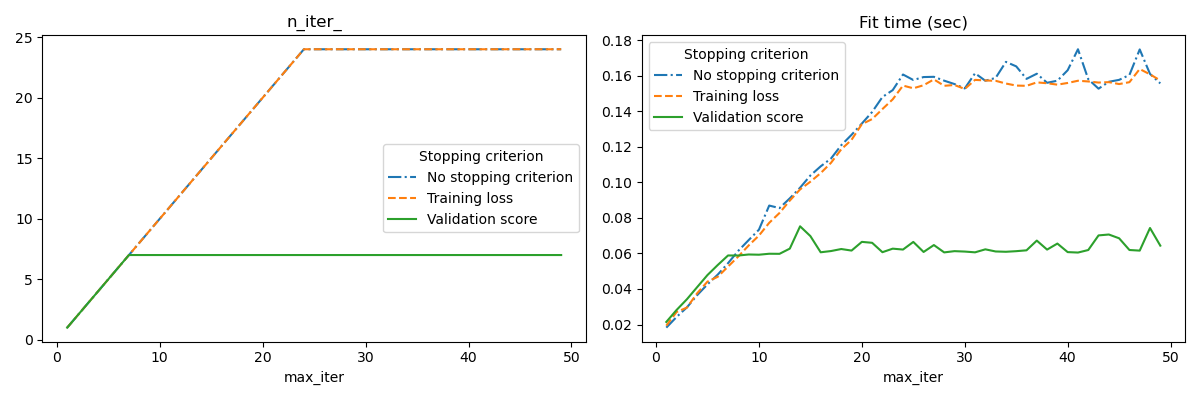 n_iter_
25
20
15
10
5
0
Stopping criterion
No stopping criterion
Training loss
Validation score
0 10 20 30 40 50
max_iter
Fit time (sec)
0.18
0.16
0.14
0.12
0.10
0.08
0.06
0.04
0.02
Stopping criterion
No stopping criterion
Training loss
Validation score
0 10 20 30 40 50
max_iter